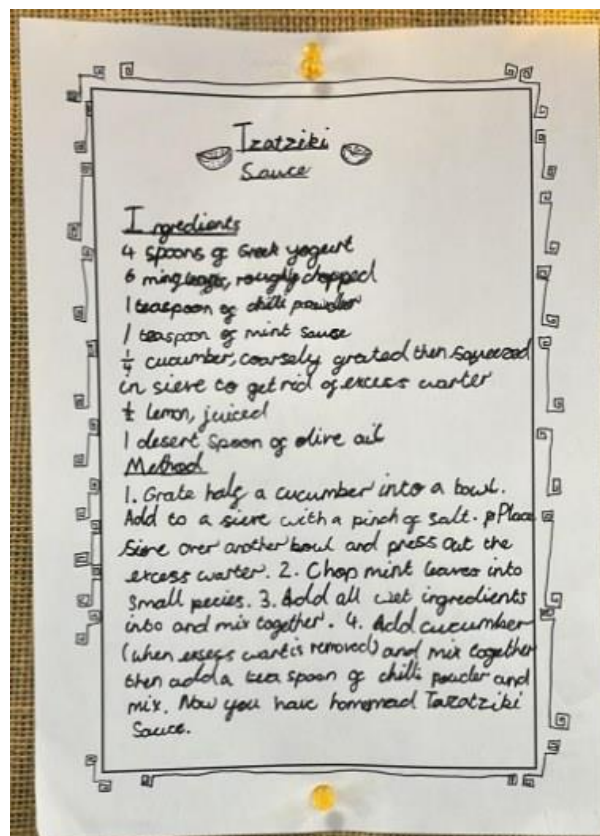 Tzatziki
Sauce
Ingredients
4 spoons of Greek yogurt
6 mint leaves, roughly chopped
1 teaspoon of chilli powder
1 teaspoon of mint sauce
1/4 cucumber, coarsely grated then squeezed
in sieve to get rid of excess warter
1/2 lemon, juiced
1 desert spoon of olive oil
Method
1. Grate half a cucumber into a bowl.
Add to a sieve with a pinch of salt. Place
sieve over another bowl and press out the
excess warter. 2. Chop mint leaves into
small pecies. 3. Add all wet ingredients
into and mix together. 4. Add cucumber
(when exsess wart is removed) and mix together
then add a tea spoon of chilli powder and
mix. Now you have homemad Tazatziki
Sauce.